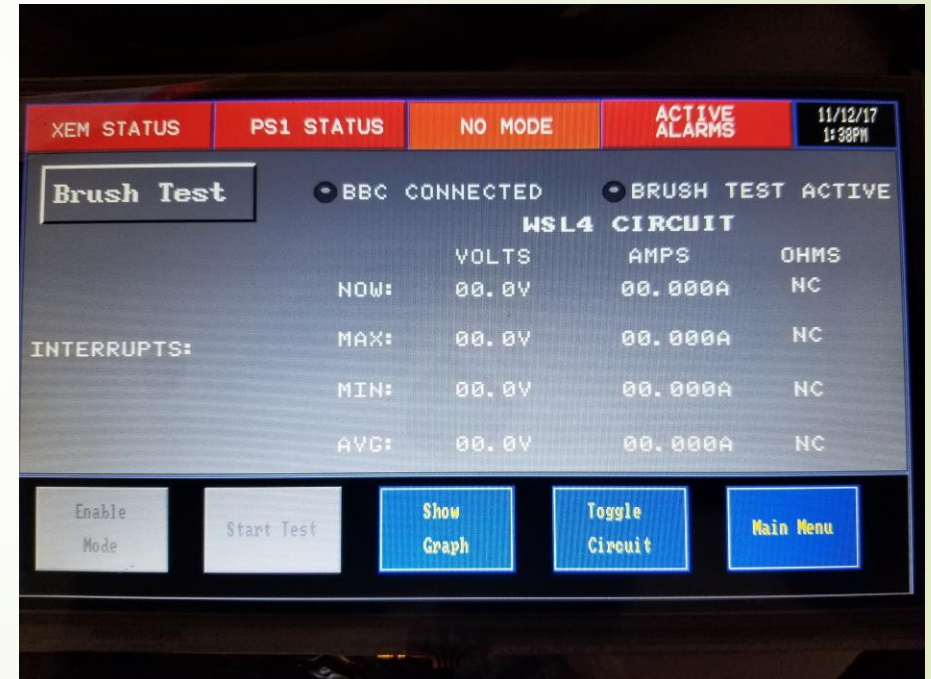 XEM STATUS PS1 STATUS NO MODE ACTIVE ALARMS 11/12/17 1:38PM
Brush Test BBC CONNECTED BRUSH TEST ACTIVE
WSL4 CIRCUIT
VOLTS AMPS OHMS
NOW: 00.0V 00.000A NC
INTERRUPTS: MAX: 00.0V 00.000A NC
MIN: 00.0V 00.000A NC
AVG: 00.0V 00.000A NC
Enable Mode Start Test Show Graph Toggle Circuit Main Menu